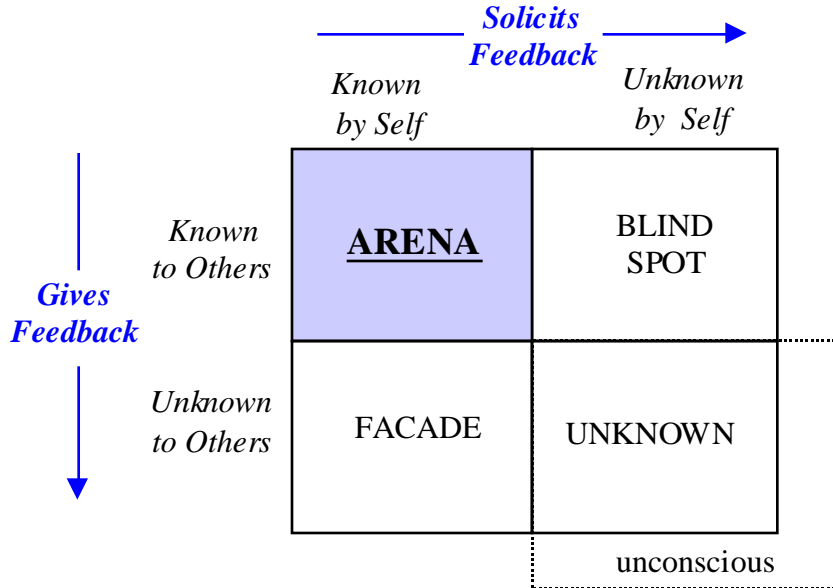 Solicits
Feedback
Known
by Self
Unknown
by Self
Known
to Others
ARENA
BLIND
SPOT
Gives
Feedback
Unknown
to Others
FACADE
UNKNOWN
unconscious